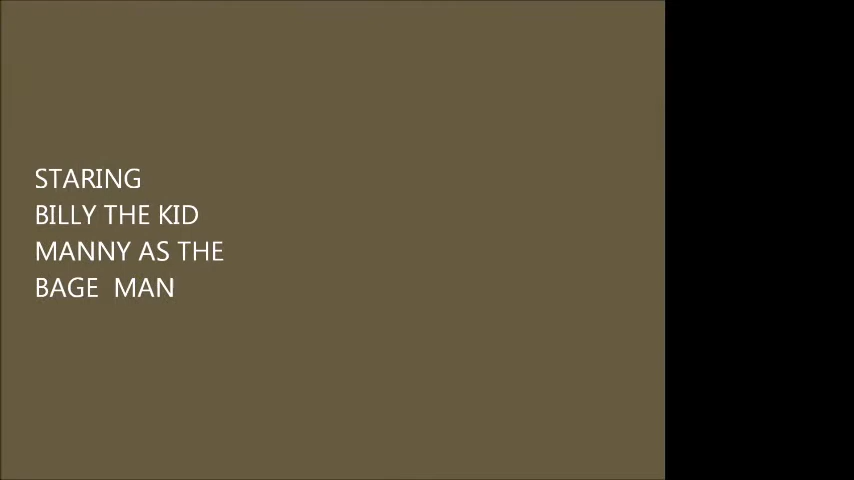 STARING
BILLY THE KID
MANNY AS THE
BAGE  MAN